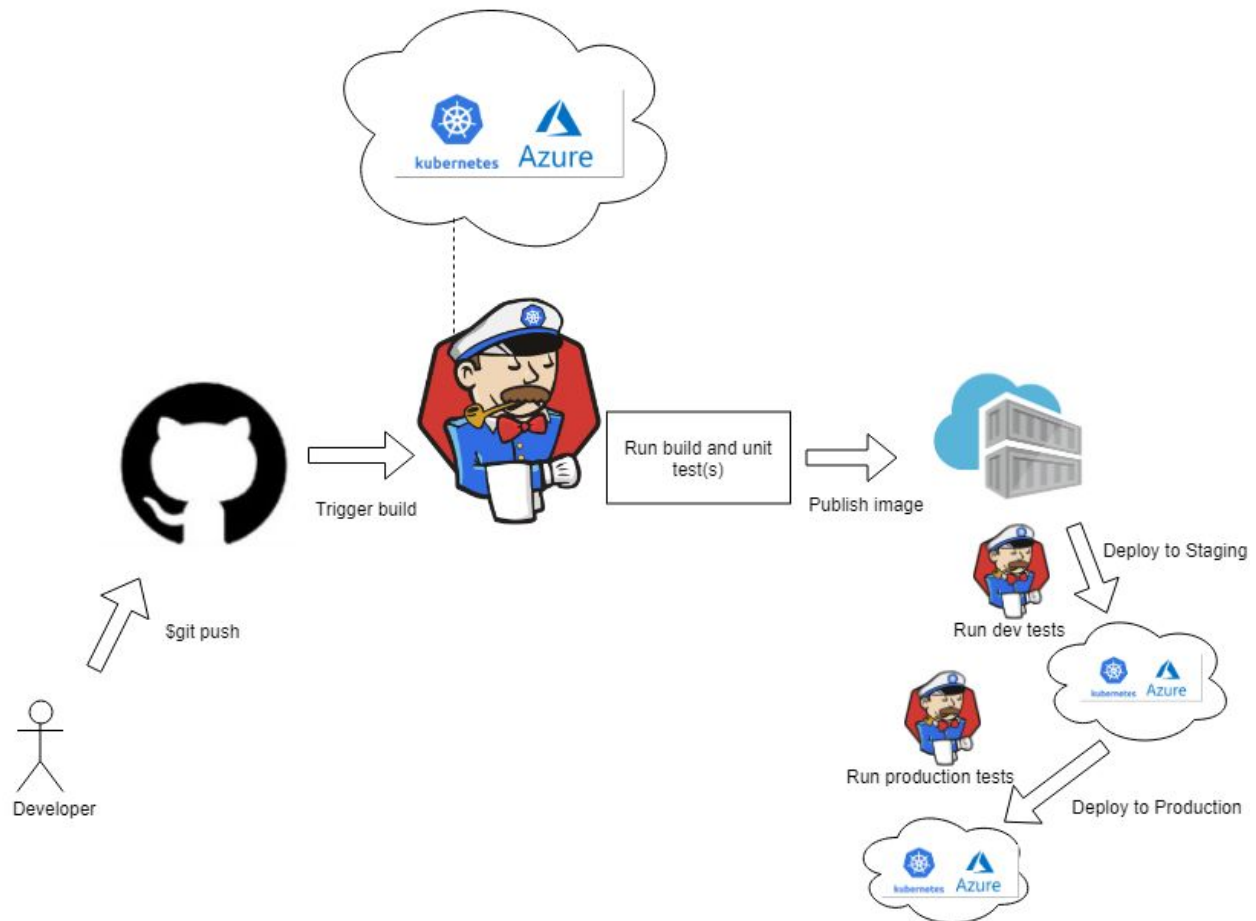 kubernetes
Azure
Run build and unit
test(s)
Trigger build
Publish image
Deploy to Staging
$git push
Run dev tests
kubernetes
Azure
Run production tests
Developer
Deploy to Production
kubernetes
Azure